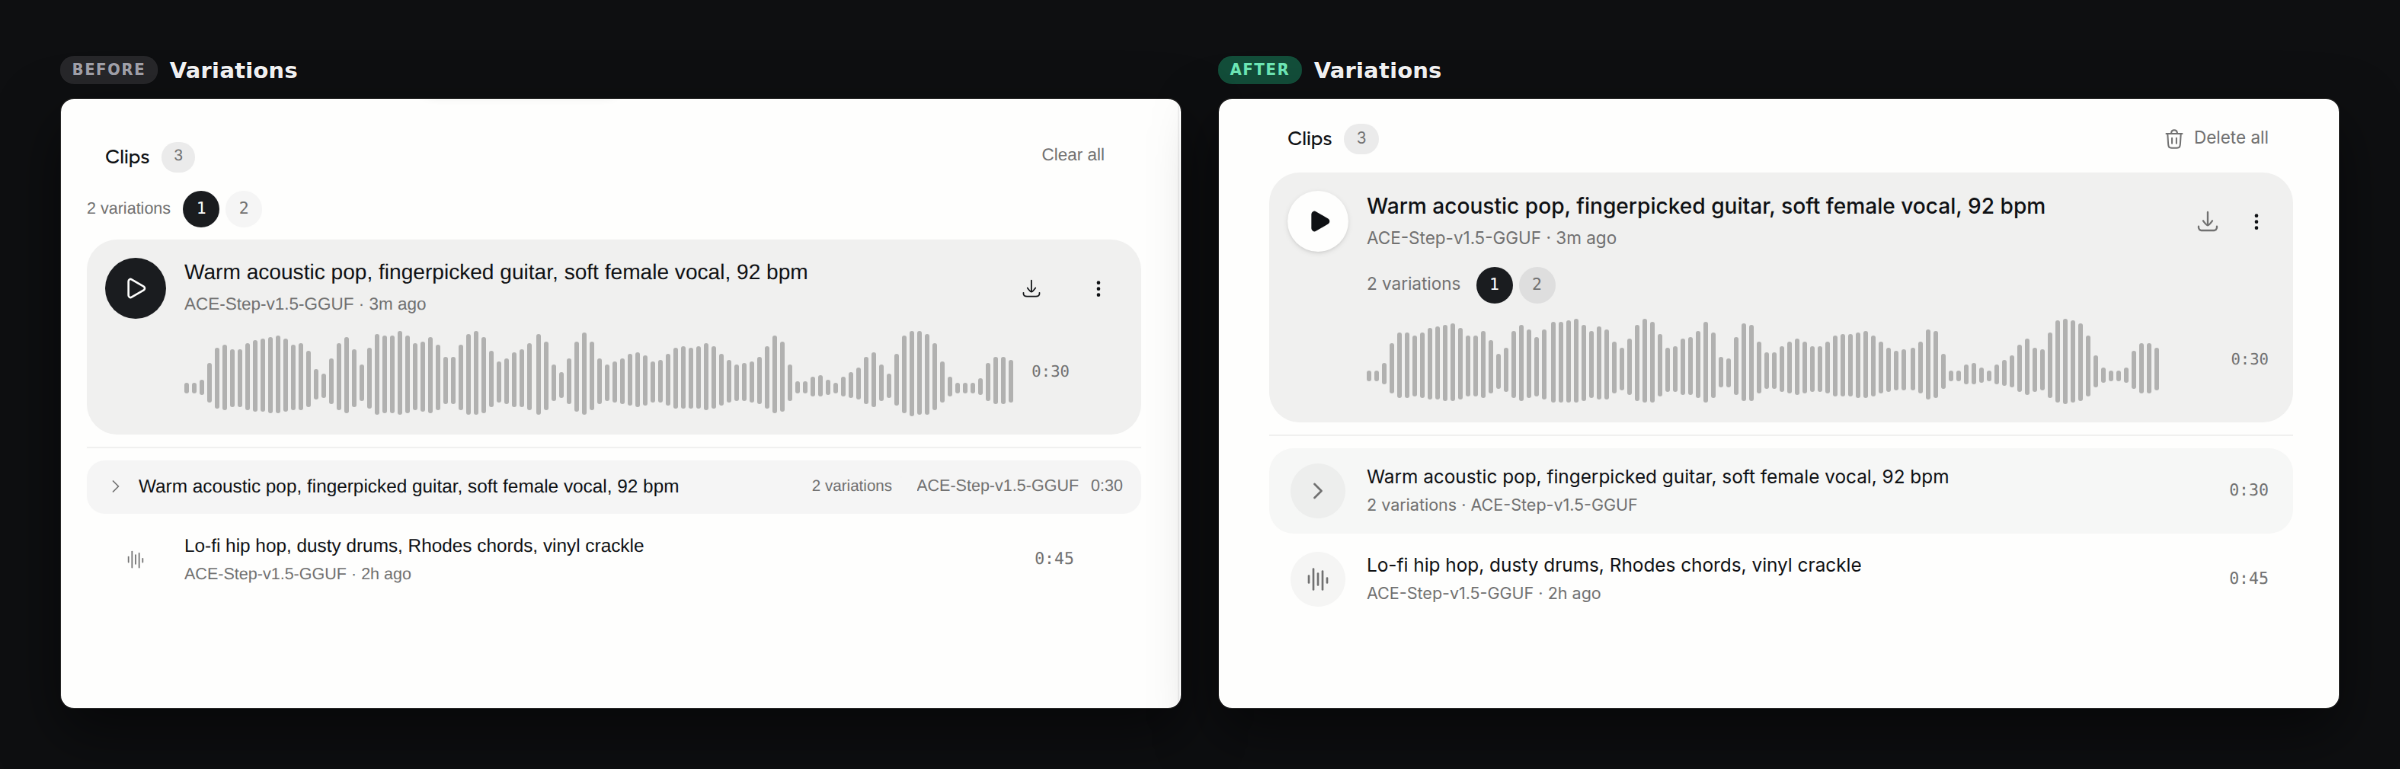 BEFORE Variations
Clips 3 Clear all
2 variations 1 2
Warm acoustic pop, fingerpicked guitar, soft female vocal, 92 bpm
ACE-Step-v1.5-GGUF · 3m ago
0:30
Warm acoustic pop, fingerpicked guitar, soft female vocal, 92 bpm 2 variations ACE-Step-v1.5-GGUF 0:30
Lo-fi hip hop, dusty drums, Rhodes chords, vinyl crackle
ACE-Step-v1.5-GGUF · 2h ago
0:45
AFTER Variations
Clips 3 Delete all
Warm acoustic pop, fingerpicked guitar, soft female vocal, 92 bpm
ACE-Step-v1.5-GGUF · 3m ago
2 variations 1 2
0:30
Warm acoustic pop, fingerpicked guitar, soft female vocal, 92 bpm
2 variations · ACE-Step-v1.5-GGUF
0:30
Lo-fi hip hop, dusty drums, Rhodes chords, vinyl crackle
ACE-Step-v1.5-GGUF · 2h ago
0:45